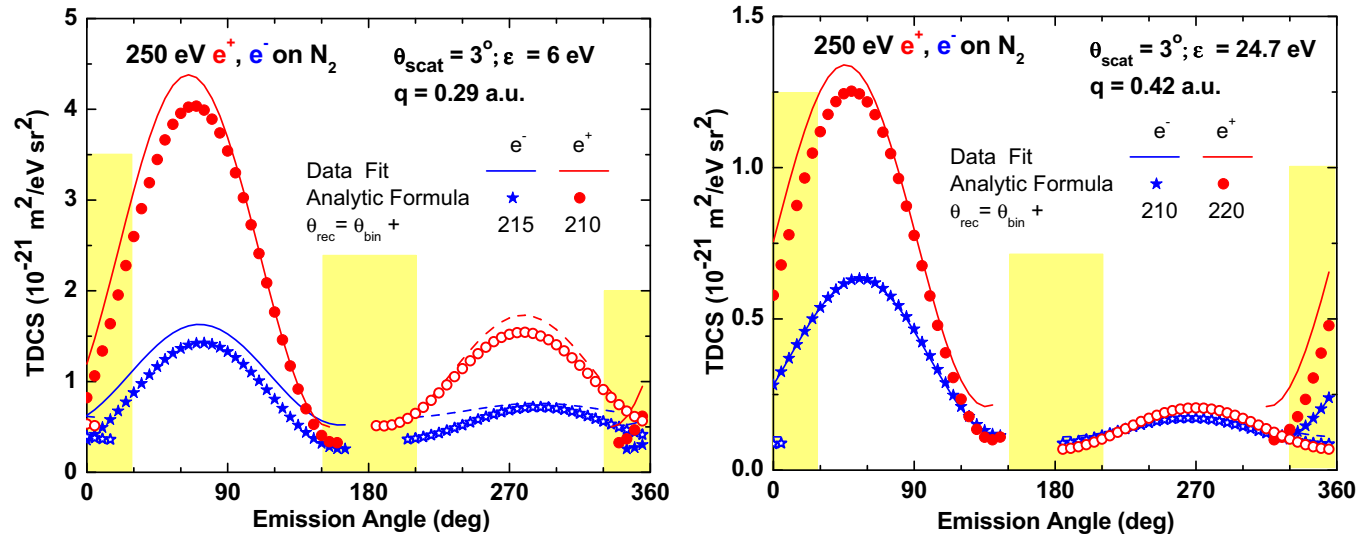 250 eV e⁺, e⁻ on N₂
θscat = 3°; ε = 6 eV
q = 0.29 a.u.
e⁻ e⁺
Data Fit
Analytic Formula
θrec = θbin + 215 210
5
4
3
2
1
0
TDCS (10⁻²¹ m²/eV sr²)
0 90 180 270 360
Emission Angle (deg)
250 eV e⁺, e⁻ on N₂
θscat = 3°; ε = 24.7 eV
q = 0.42 a.u.
e⁻ e⁺
Data Fit
Analytic Formula
θrec = θbin + 210 220
1.5
1.0
0.5
0.0
TDCS (10⁻²¹ m²/eV sr²)
0 90 180 270 360
Emission Angle (deg)